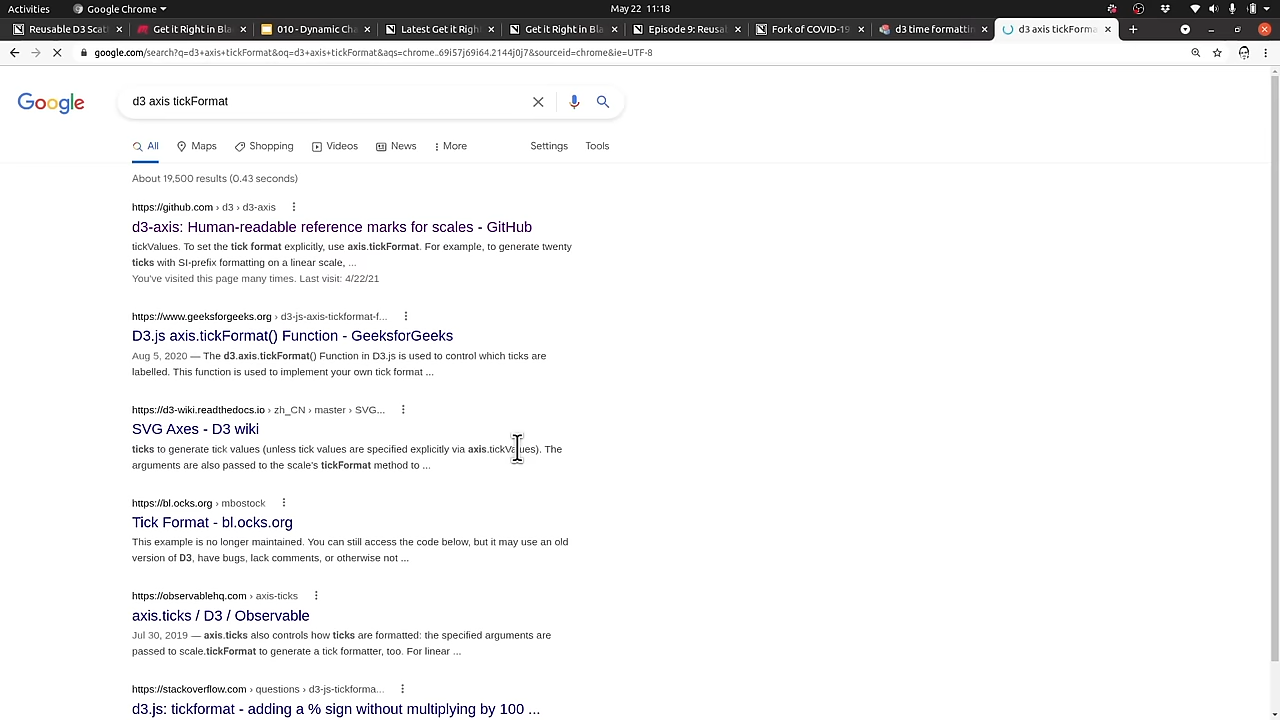 Activities
Google Chrome
May 22 11:18
Reusable D3 Scatt
Get it Right in Bla
010 - Dynamic Cha
Latest Get it Right
Get it Right in Bla
Episode 9: Reusal
Fork of COVID-19
d3 time formattin
d3 axis tickForma
google.com/search?q=d3+axis+tickFormat&oq=d3+axis+tickFormat&aqs=chrome..69i57j69i64.2144j0j7&sourceid=chrome&ie=UTF-8
Google
d3 axis tickFormat
All
Maps
Shopping
Videos
News
More
Settings
Tools
About 19,500 results (0.43 seconds)
https://github.com › d3 › d3-axis
d3-axis: Human-readable reference marks for scales - GitHub
tickValues. To set the tick format explicitly, use axis.tickFormat. For example, to generate twenty
ticks with SI-prefix formatting on a linear scale, ...
You've visited this page many times. Last visit: 4/22/21
https://www.geeksforgeeks.org › d3-js-axis-tickformat-f...
D3.js axis.tickFormat() Function - GeeksforGeeks
Aug 5, 2020 — The d3.axis.tickFormat() Function in D3.js is used to control which ticks are
labelled. This function is used to implement your own tick format ...
https://d3-wiki.readthedocs.io › zh_CN › master › SVG...
SVG Axes - D3 wiki
ticks to generate tick values (unless tick values are specified explicitly via axis.tickValues). The
arguments are also passed to the scale's tickFormat method to ...
https://bl.ocks.org › mbostock
Tick Format - bl.ocks.org
This example is no longer maintained. You can still access the code below, but it may use an old
version of D3, have bugs, lack comments, or otherwise not ...
https://observablehq.com › axis-ticks
axis.ticks / D3 / Observable
Jul 30, 2019 — axis.ticks also controls how ticks are formatted: the specified arguments are
passed to scale.tickFormat to generate a tick formatter, too. For linear ...
https://stackoverflow.com › questions › d3-js-tickforma...
d3.js: tickformat - adding a % sign without multiplying by 100 ...